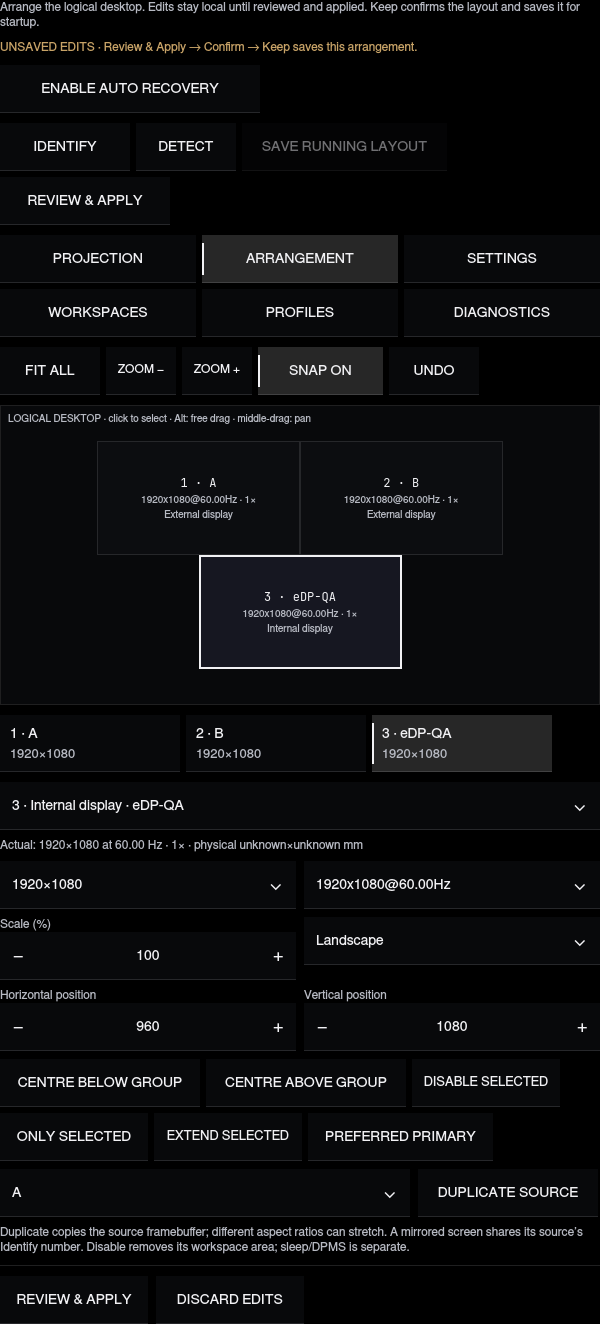 Arrange the logical desktop. Edits stay local until reviewed and applied. Keep confirms the layout and saves it for
startup.
UNSAVED EDITS · Review & Apply → Confirm → Keep saves this arrangement.
ENABLE AUTO RECOVERY
IDENTIFY
DETECT
SAVE RUNNING LAYOUT
REVIEW & APPLY
PROJECTION
ARRANGEMENT
SETTINGS
WORKSPACES
PROFILES
DIAGNOSTICS
FIT ALL
ZOOM −
ZOOM +
SNAP ON
UNDO
LOGICAL DESKTOP · click to select · Alt: free drag · middle-drag: pan
1 · A
1920x1080@60.00Hz · 1×
External display
2 · B
1920x1080@60.00Hz · 1×
External display
3 · eDP-QA
1920x1080@60.00Hz · 1×
Internal display
1 · A
1920×1080
2 · B
1920×1080
3 · eDP-QA
1920×1080
3 · Internal display · eDP-QA
Actual: 1920×1080 at 60.00 Hz · 1× · physical unknown×unknown mm
1920×1080
1920x1080@60.00Hz
Scale (%)
− 100 +
Landscape
Horizontal position
− 960 +
Vertical position
− 1080 +
CENTRE BELOW GROUP
CENTRE ABOVE GROUP
DISABLE SELECTED
ONLY SELECTED
EXTEND SELECTED
PREFERRED PRIMARY
A
DUPLICATE SOURCE
Duplicate copies the source framebuffer; different aspect ratios can stretch. A mirrored screen shares its source's
Identify number. Disable removes its workspace area; sleep/DPMS is separate.
REVIEW & APPLY
DISCARD EDITS